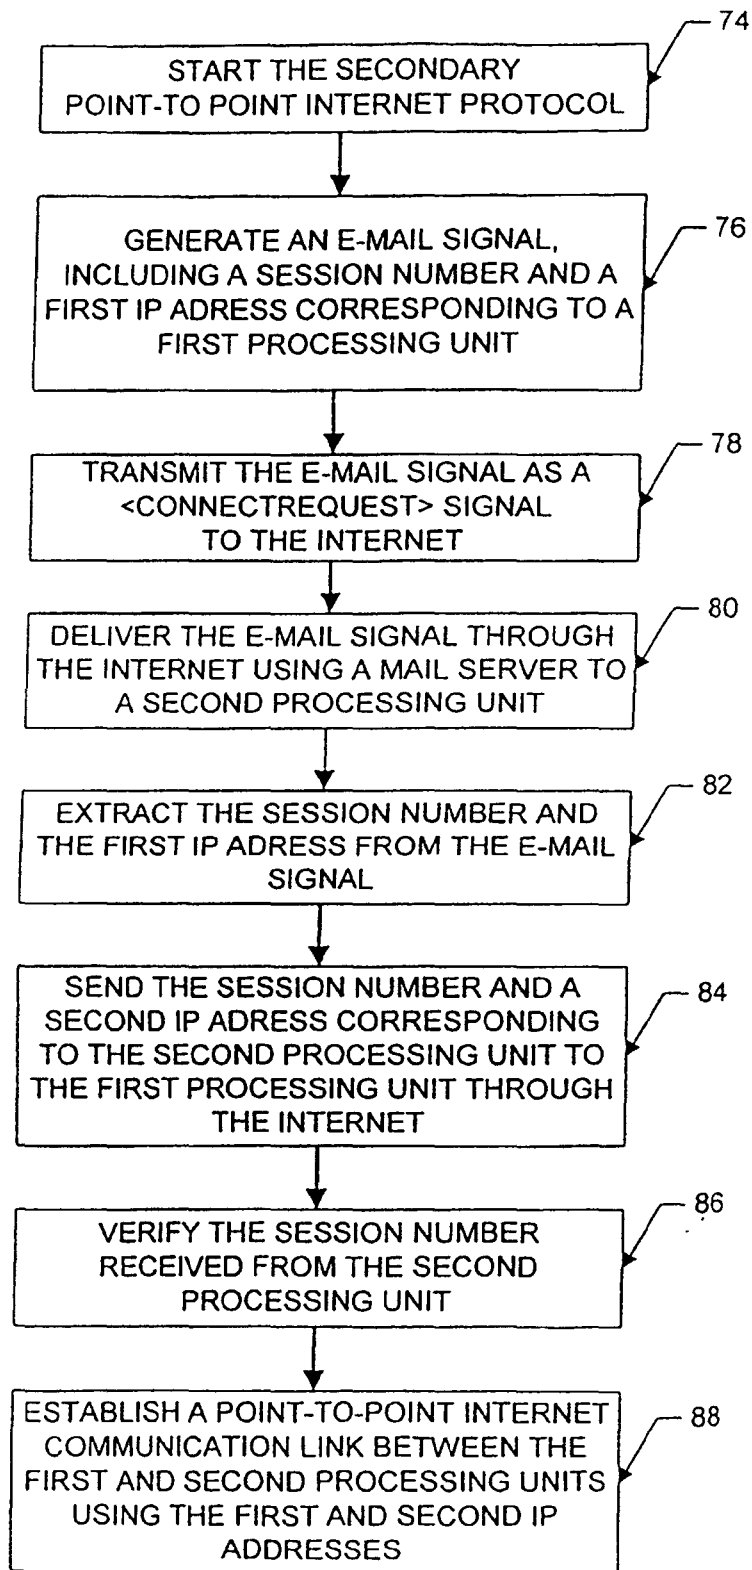 74
START THE SECONDARY
POINT-TO POINT INTERNET PROTOCOL
76
GENERATE AN E-MAIL SIGNAL,
INCLUDING A SESSION NUMBER AND A
FIRST IP ADRESS CORRESPONDING TO A
FIRST PROCESSING UNIT
78
TRANSMIT THE E-MAIL SIGNAL AS A
<CONNECTREQUEST> SIGNAL
TO THE INTERNET
80
DELIVER THE E-MAIL SIGNAL THROUGH
THE INTERNET USING A MAIL SERVER TO
A SECOND PROCESSING UNIT
82
EXTRACT THE SESSION NUMBER AND
THE FIRST IP ADRESS FROM THE E-MAIL
SIGNAL
84
SEND THE SESSION NUMBER AND A
SECOND IP ADRESS CORRESPONDING
TO THE SECOND PROCESSING UNIT TO
THE FIRST PROCESSING UNIT THROUGH
THE INTERNET
86
VERIFY THE SESSION NUMBER
RECEIVED FROM THE SECOND
PROCESSING UNIT
88
ESTABLISH A POINT-TO-POINT INTERNET
COMMUNICATION LINK BETWEEN THE
FIRST AND SECOND PROCESSING UNITS
USING THE FIRST AND SECOND IP
ADDRESSES